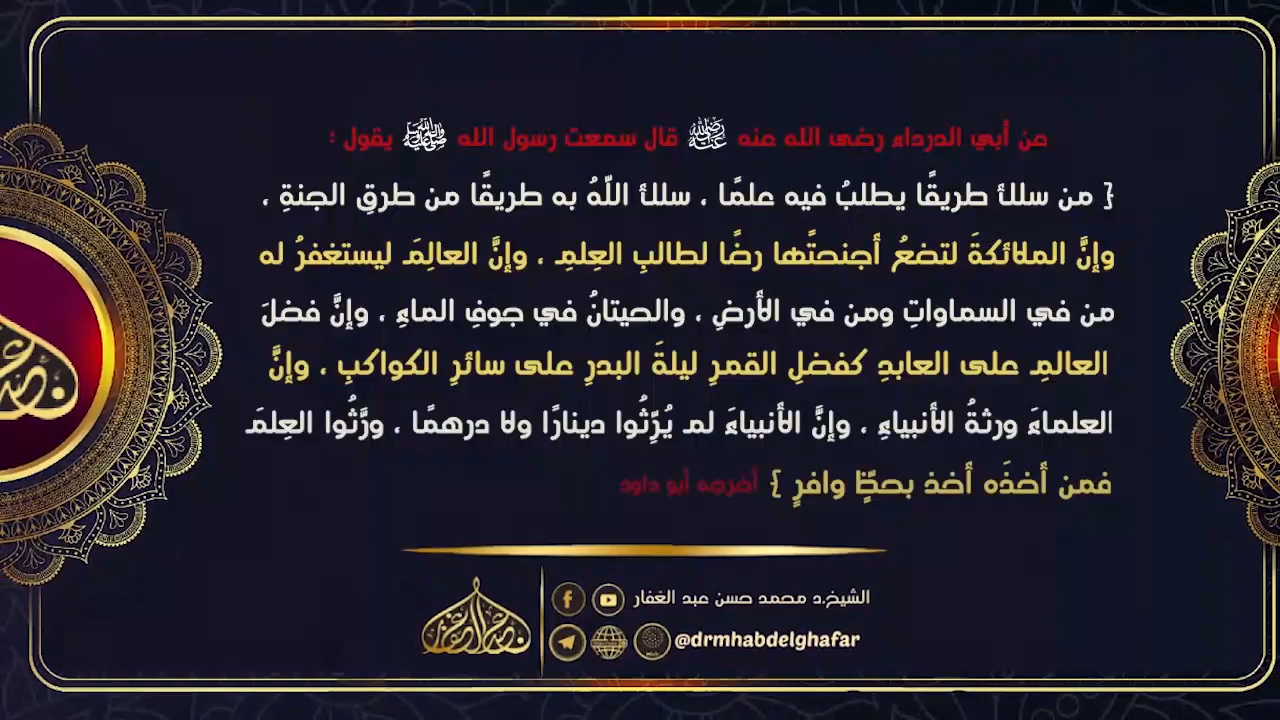 عن أبي الدرداء رضى الله عنه رضي الله عنه قال سمعت رسول الله ﷺ يقول :
{ من سلك طريقًا يطلبُ فيه علمًا ، سلك اللّهُ به طريقًا من طرقِ الجنةِ ،
وإنَّ الملائكةَ لتضعُ أجنحتَها رضًا لطالبِ العِلمِ ، وإنَّ العالِمَ ليستغفرُ له
من في السماواتِ ومن في الأرضِ ، والحيتانُ في جوفِ الماءِ ، وإنَّ فضلَ
العالمِ على العابدِ كفضلِ القمرِ ليلةَ البدرِ على سائرِ الكواكبِ ، وإنَّ
العلماءَ ورثةُ الأنبياءِ ، وإنَّ الأنبياءَ لم يُرِّثُوا دينارًا ولا درهمًا ، ورَّثُوا العِلمَ
فمن أخذَه أخذ بحظٍّ وافرٍ } أخرجه أبو داود
الشيخ.د محمد حسن عبد الغفار
@drmhabdelghafar